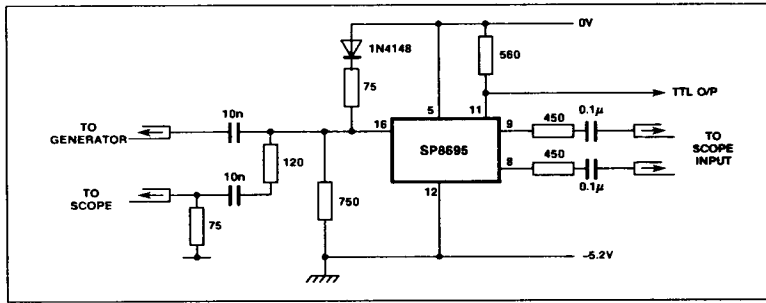 0V
1N4148
560
75
TTL O/P
10n
5
11
0.1µ
TO
GENERATOR
16
9
450
SP8695
TO
SCOPE
INPUT
120
8
450
0.1µ
10n
TO
SCOPE
12
750
75
–5.2V